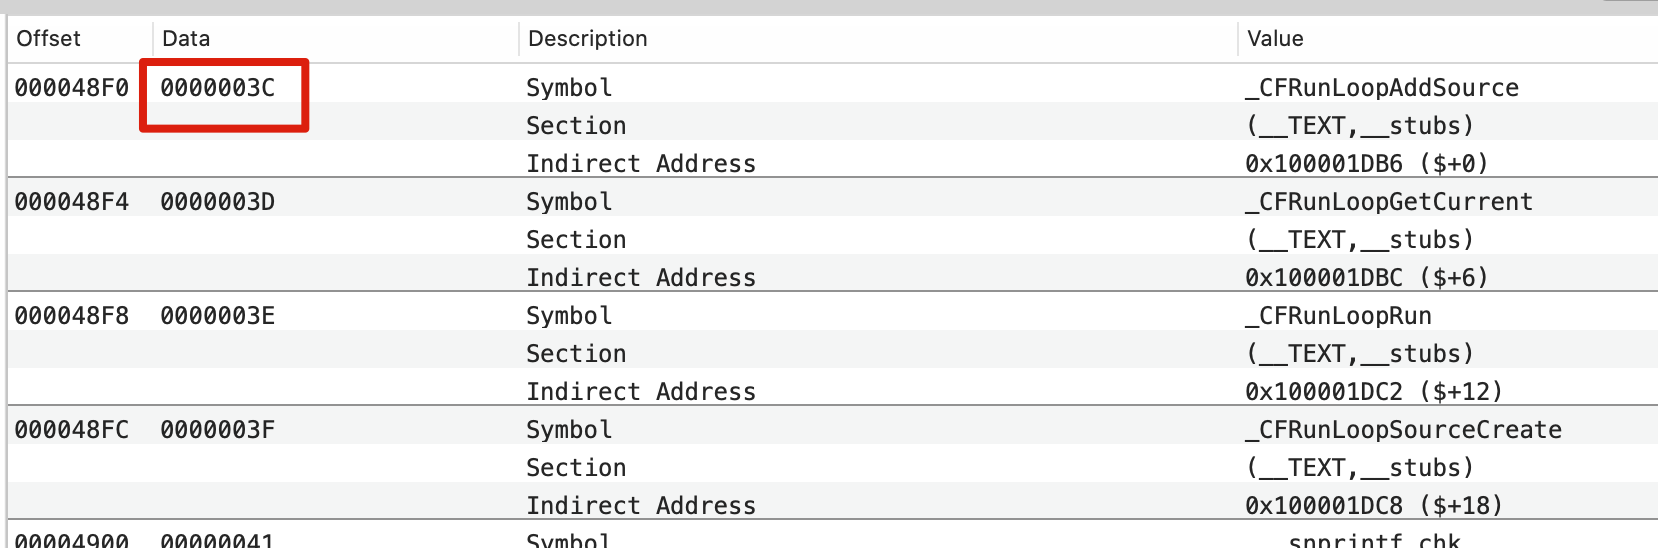 Offset Data Description Value
000048F0 0000003C Symbol _CFRunLoopAddSource
Section (__TEXT,__stubs)
Indirect Address 0x100001DB6 ($+0)
000048F4 0000003D Symbol _CFRunLoopGetCurrent
Section (__TEXT,__stubs)
Indirect Address 0x100001DBC ($+6)
000048F8 0000003E Symbol _CFRunLoopRun
Section (__TEXT,__stubs)
Indirect Address 0x100001DC2 ($+12)
000048FC 0000003F Symbol _CFRunLoopSourceCreate
Section (__TEXT,__stubs)
Indirect Address 0x100001DC8 ($+18)
00004900 00000041 Symbol snprintf_chk